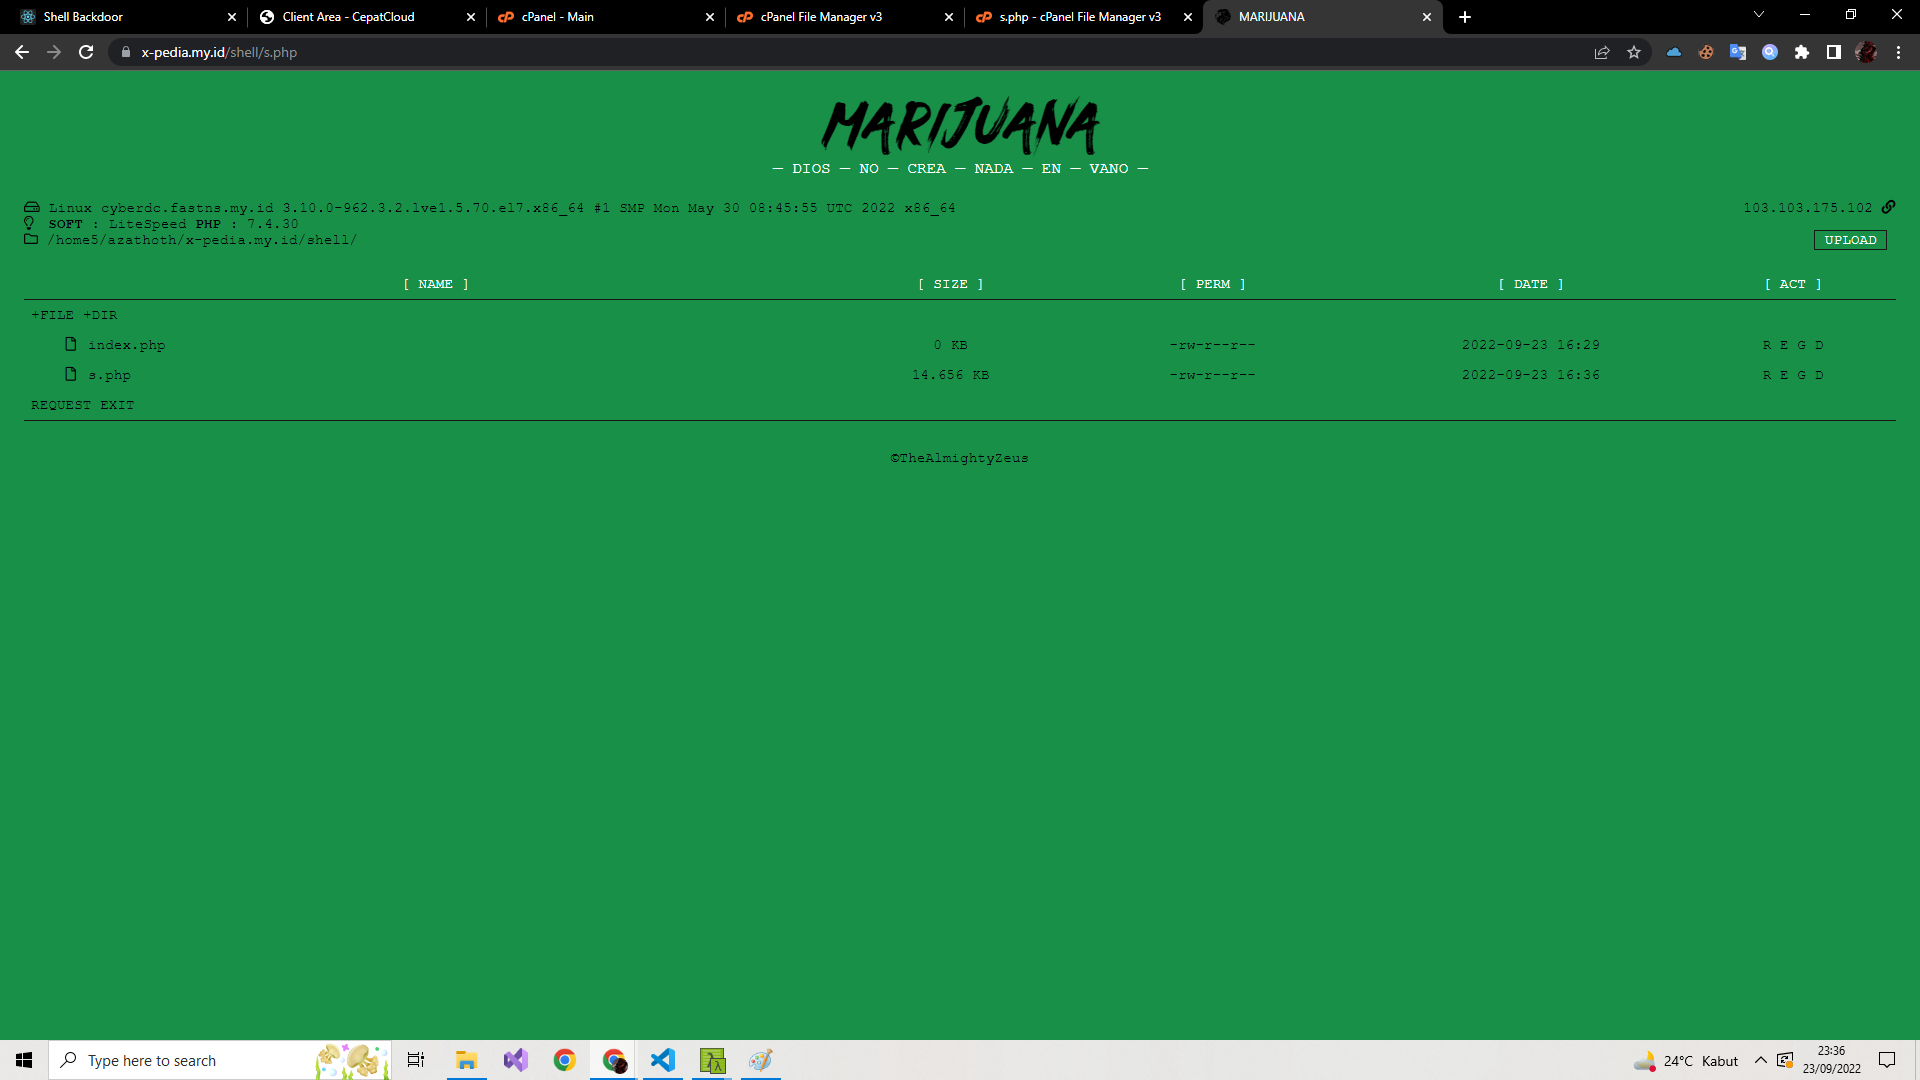 Shell Backdoor
Client Area - CepatCloud
cPanel - Main
cPanel File Manager v3
s.php - cPanel File Manager v3
MARIJUANA
x-pedia.my.id/shell/s.php
MARIJUANA
— DIOS — NO — CREA — NADA — EN — VANO —
Linux cyberdc.fastns.my.id 3.10.0-962.3.2.lve1.5.70.el7.x86_64 #1 SMP Mon May 30 08:45:55 UTC 2022 x86_64
103.103.175.102
SOFT : LiteSpeed PHP : 7.4.30
/home5/azathoth/x-pedia.my.id/shell/
UPLOAD
[ NAME ] [ SIZE ] [ PERM ] [ DATE ] [ ACT ]
+FILE +DIR
index.php 0 KB -rw-r--r-- 2022-09-23 16:29 R E G D
s.php 14.656 KB -rw-r--r-- 2022-09-23 16:36 R E G D
REQUEST EXIT
©TheAlmightyZeus
Type here to search
24°C Kabut
23:36
23/09/2022